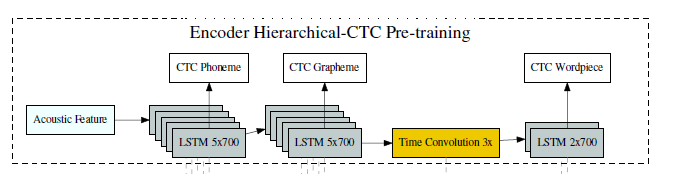 Encoder Hierarchical-CTC Pre-training
CTC Phoneme
CTC Grapheme
CTC Wordpiece
Acoustic Feature
LSTM 5x700
LSTM 5x700
Time Convolution 3x
LSTM 2x700